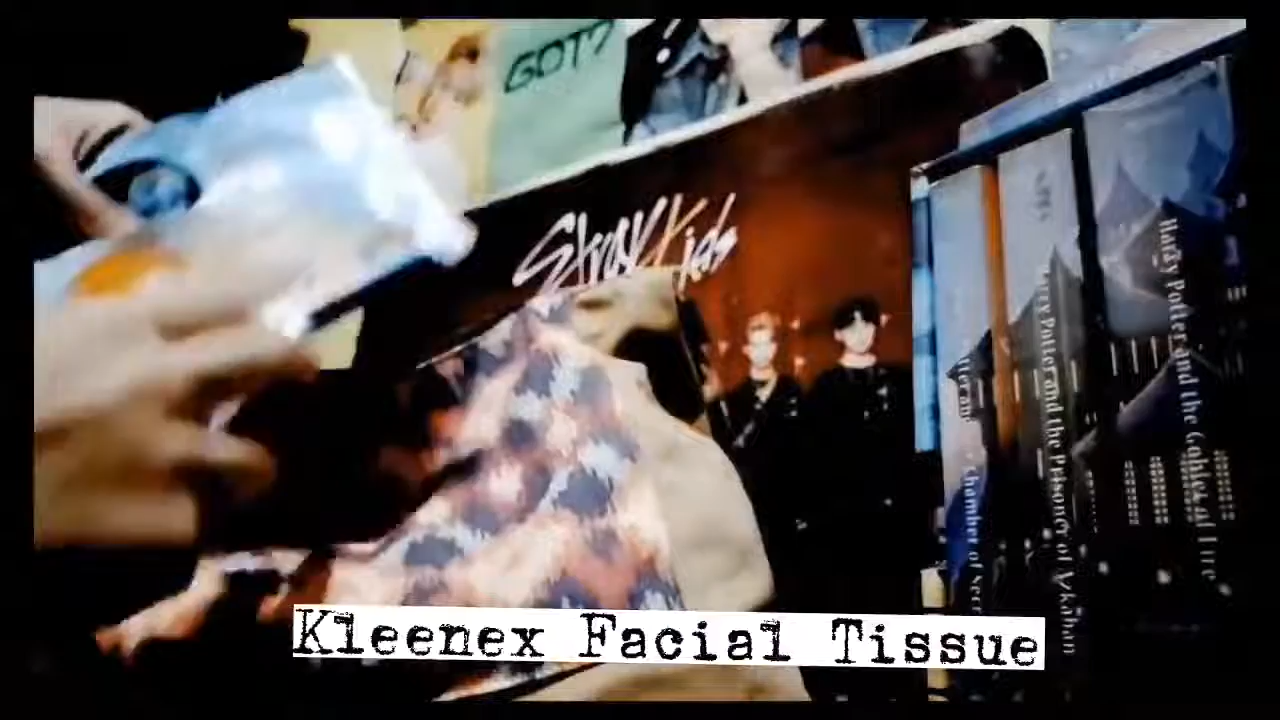 GOT7
Stray Kids
Harry Potter and the Goblet of Fire
Harry Potter and the Prisoner of Azkaban
Chamber of Secr
Kleenex Facial Tissue